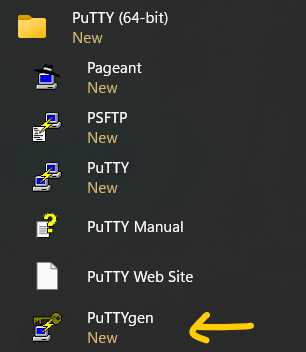 PuTTY (64-bit)
New
Pageant
New
PSFTP
New
PuTTY
New
PuTTY Manual
PuTTY Web Site
PuTTYgen
New